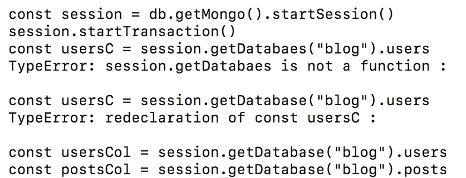 const session = db.getMongo().startSession()
session.startTransaction()
const usersC = session.getDatabaes("blog").users
TypeError: session.getDatabaes is not a function :
const usersC = session.getDatabase("blog").users
TypeError: redeclaration of const usersC :
const usersCol = session.getDatabase("blog").users
const postsCol = session.getDatabase("blog").posts